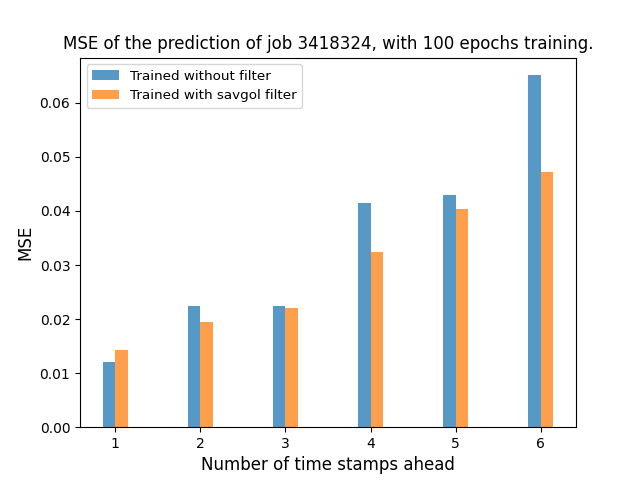 MSE of the prediction of job 3418324, with 100 epochs training.
Trained without filter
Trained with savgol filter
0.06
0.05
0.04
0.03
0.02
0.01
0.00
MSE
1 2 3 4 5 6
Number of time stamps ahead